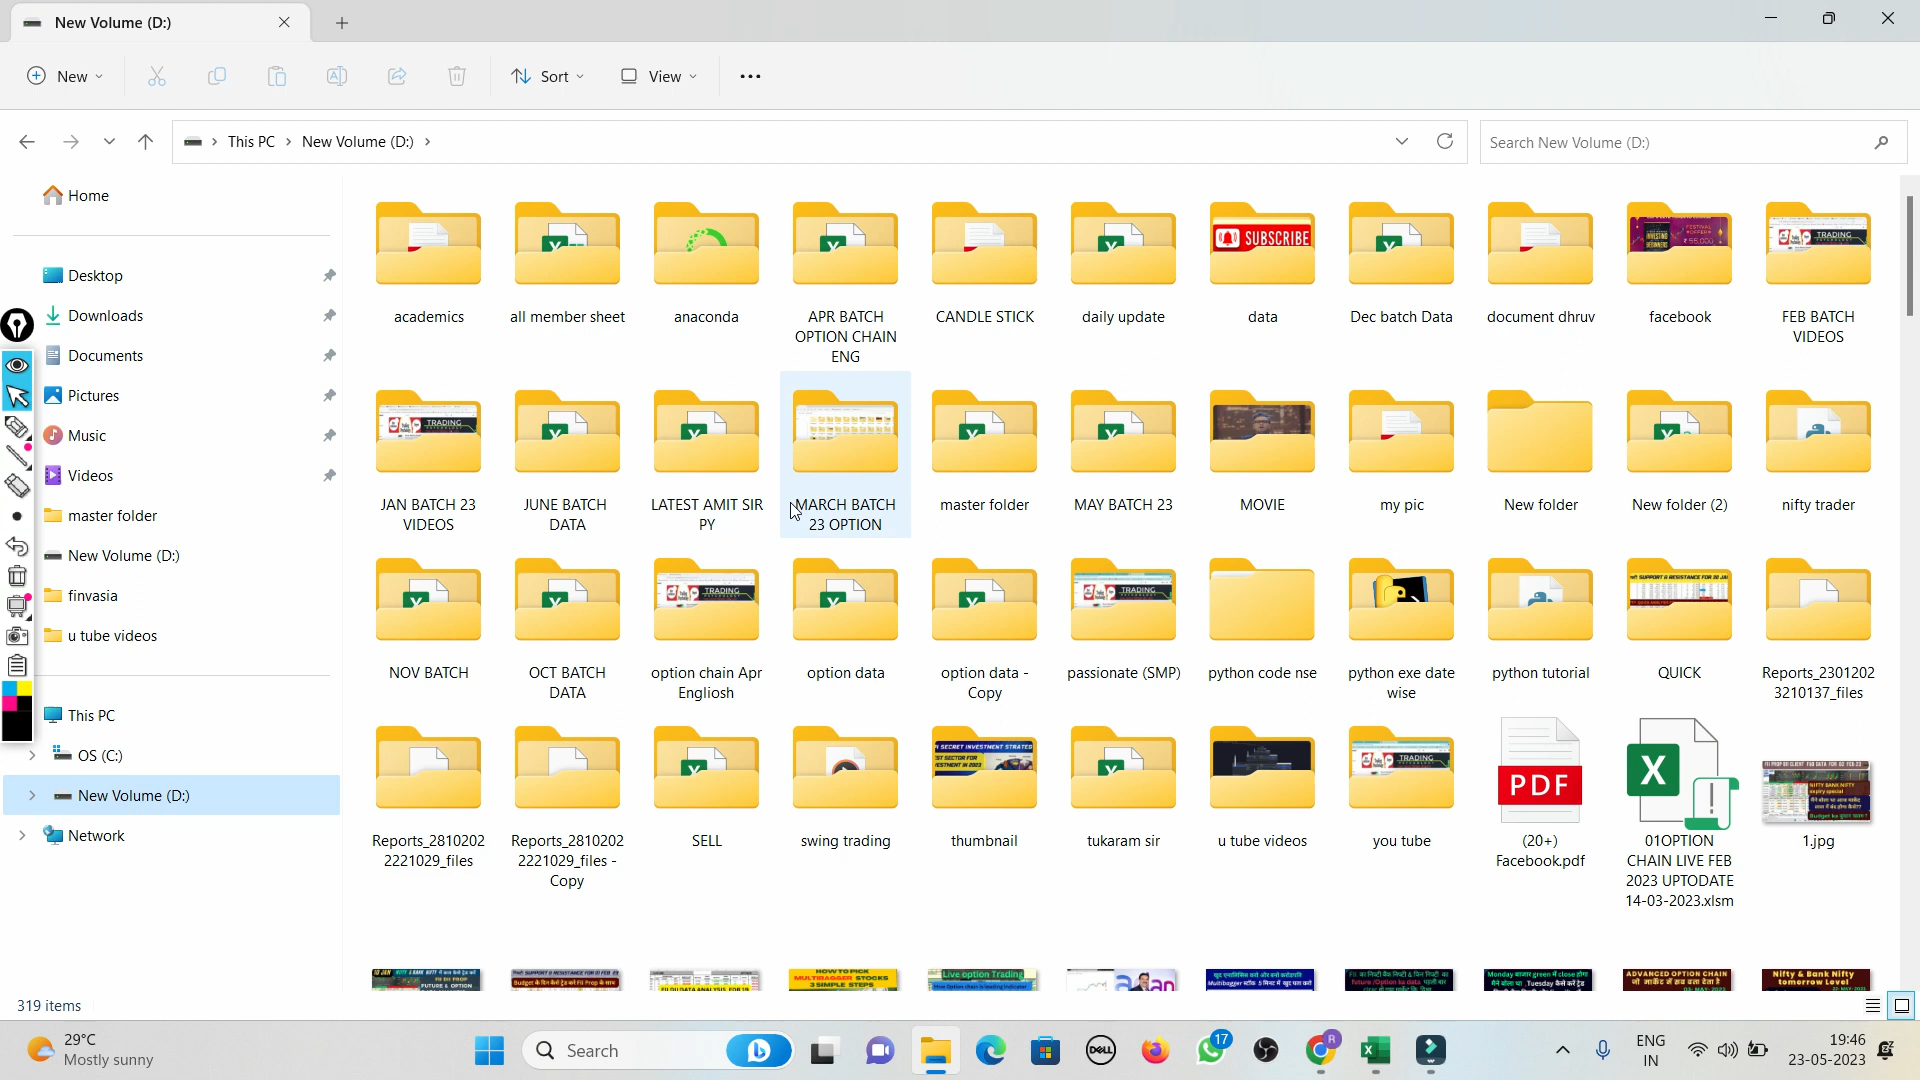 New Volume (D:)
New
Sort
View
This PC
New Volume (D:)
Search New Volume (D:)
Home
Desktop
Downloads
Documents
Pictures
Music
Videos
master folder
New Volume (D:)
finvasia
u tube videos
This PC
OS (C:)
New Volume (D:)
Network
SUBSCRIBE
TRADING
academics
all member sheet
anaconda
APR BATCH
OPTION CHAIN
ENG
CANDLE STICK
daily update
data
Dec batch Data
document dhruv
facebook
FEB BATCH
VIDEOS
TRADING
JAN BATCH 23
VIDEOS
JUNE BATCH
DATA
LATEST AMIT SIR
PY
MARCH BATCH
23 OPTION
master folder
MAY BATCH 23
MOVIE
my pic
New folder
New folder (2)
nifty trader
TRADING
TRADING
NOV BATCH
OCT BATCH
DATA
option chain Apr
Engliosh
option data
option data -
Copy
passionate (SMP)
python code nse
python exe date
wise
python tutorial
QUICK
Reports_2301202
3210137_files
TRADING
PDF
Reports_2810202
2221029_files
Reports_2810202
2221029_files -
Copy
SELL
swing trading
thumbnail
tukaram sir
u tube videos
you tube
(20+)
Facebook.pdf
01OPTION
CHAIN LIVE FEB
2023 UPTODATE
14-03-2023.xlsm
1.jpg
HOW TO PICK
MULTIBAGGER STOCKS
3 SIMPLE STEPS
Live option Trading
ADVANCED OPTION CHAIN
Nifty & Bank Nifty
tomorrow Level
319 items
29°C
Mostly sunny
Search
DELL
17
R
ENG
IN
19:46
23-05-2023